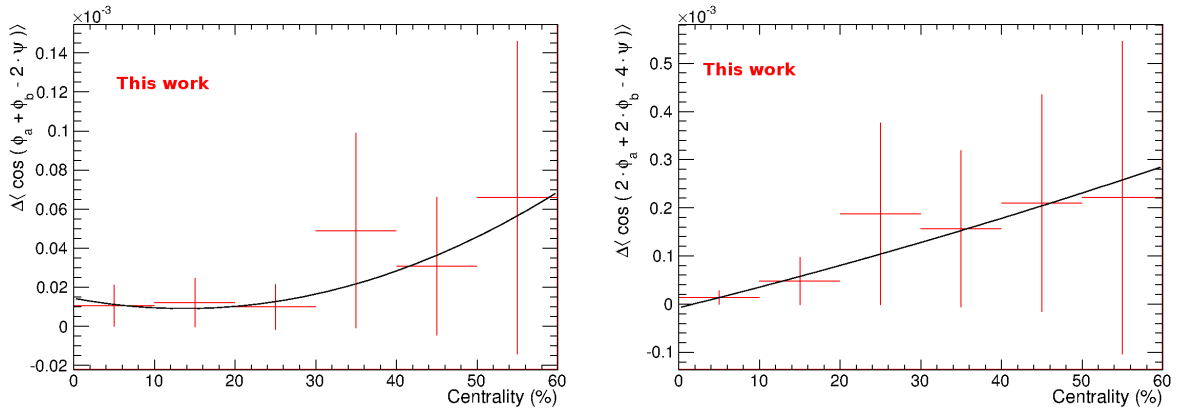 ×10⁻³
Δ⟨ cos ( ϕₐ + ϕ_b - 2 · ψ )⟩
0.14
0.12
0.1
0.08
0.06
0.04
0.02
0
-0.02
This work
0 10 20 30 40 50 60
Centrality (%)
×10⁻³
Δ⟨ cos ( 2 · ϕₐ + 2 · ϕ_b - 4 · ψ )⟩
0.5
0.4
0.3
0.2
0.1
0
-0.1
This work
0 10 20 30 40 50 60
Centrality (%)